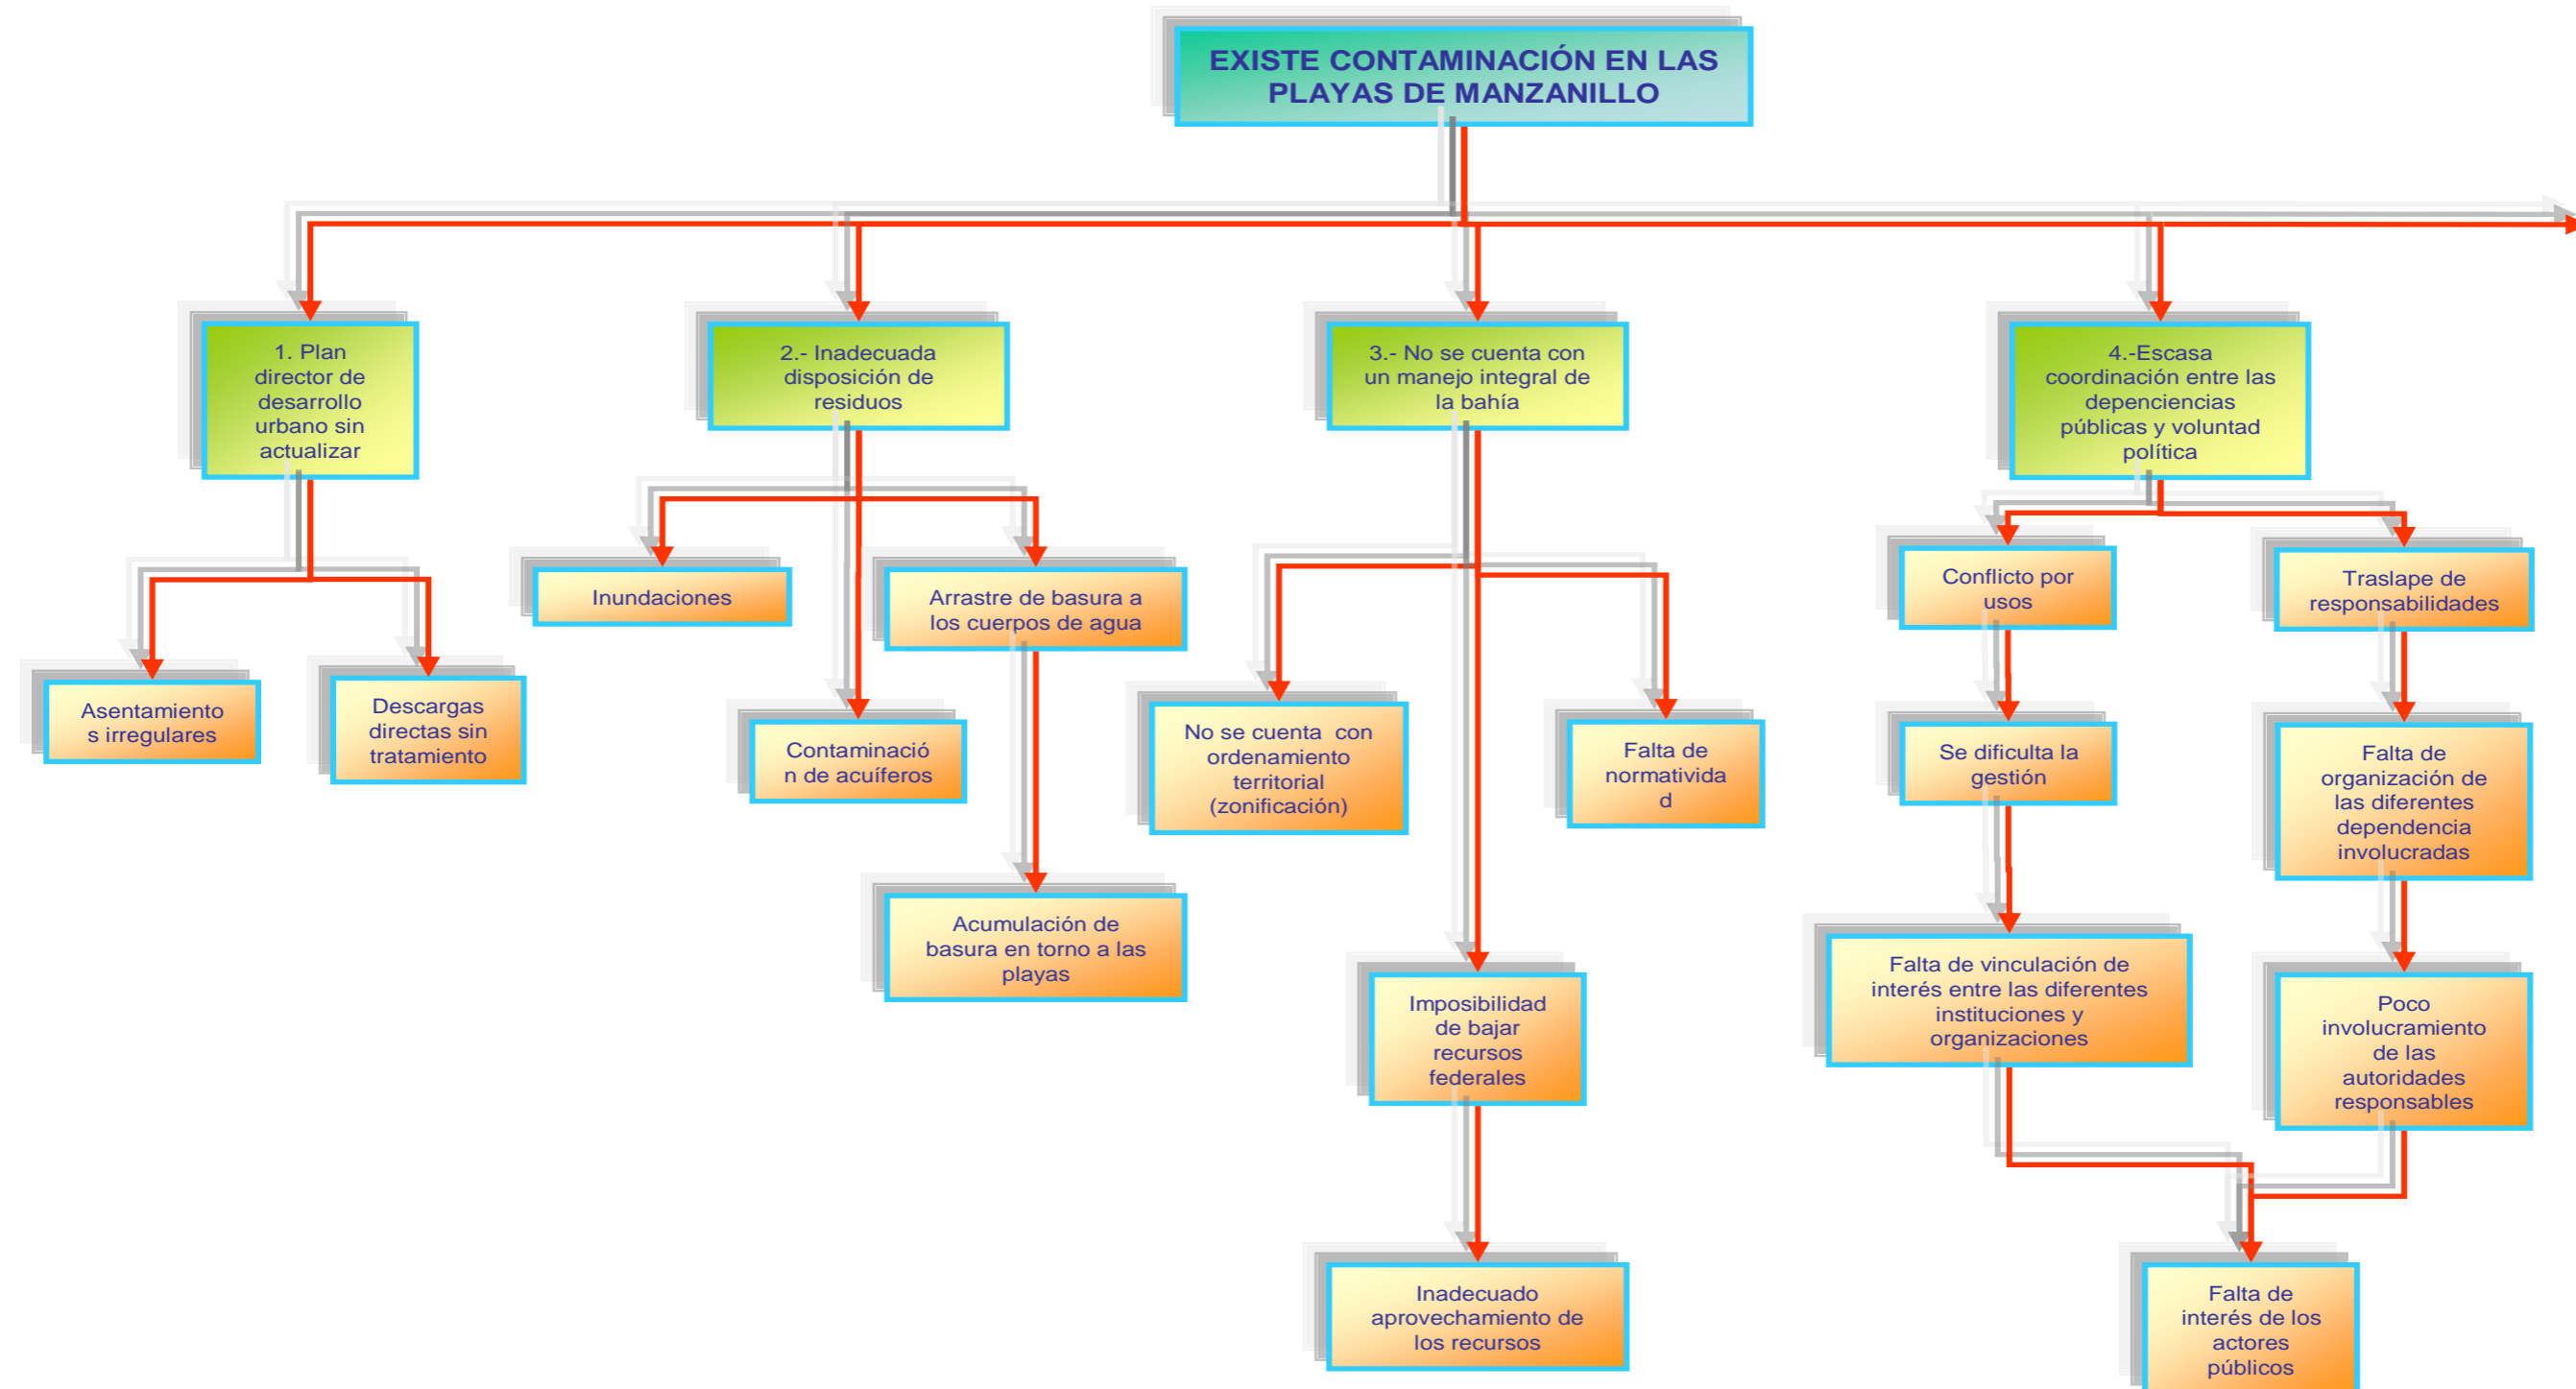 EXISTE CONTAMINACIÓN EN LAS
PLAYAS DE MANZANILLO
1. Plan
director de
desarrollo
urbano sin
actualizar
2.- Inadecuada
disposición de
residuos
3.- No se cuenta con
un manejo integral de
la bahía
4.-Escasa
coordinación entre las
depenciencias
públicas y voluntad
política
Asentamiento
s irregulares
Descargas
directas sin
tratamiento
Inundaciones
Arrastre de basura a
los cuerpos de agua
Contaminació
n de acuíferos
Acumulación de
basura en torno a las
playas
No se cuenta con
ordenamiento
territorial
(zonificación)
Falta de
normativida
d
Imposibilidad
de bajar
recursos
federales
Inadecuado
aprovechamiento de
los recursos
Conflicto por
usos
Se dificulta la
gestión
Falta de vinculación de
interés entre las diferentes
instituciones y
organizaciones
Traslape de
responsabilidades
Falta de
organización de
las diferentes
dependencia
involucradas
Poco
involucramiento
de las
autoridades
responsables
Falta de
interés de los
actores
públicos